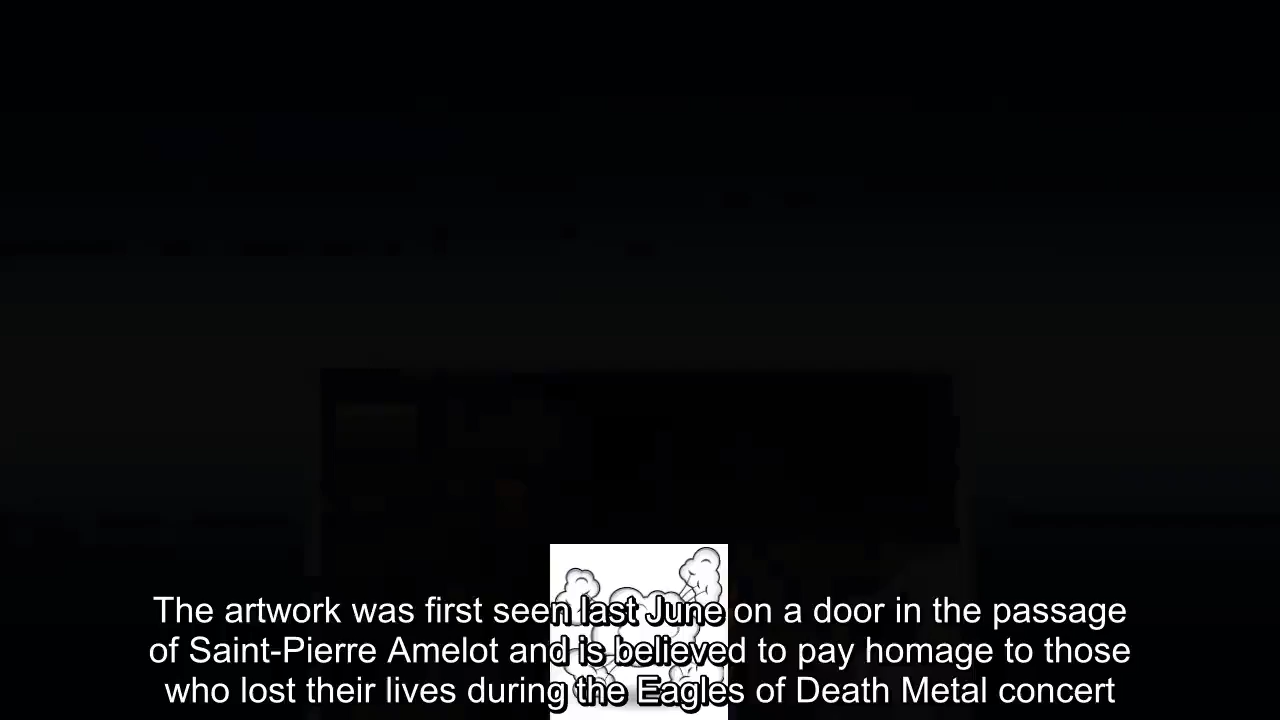 The artwork was first seen last June on a door in the passage
of Saint-Pierre Amelot and is believed to pay homage to those
who lost their lives during the Eagles of Death Metal concert